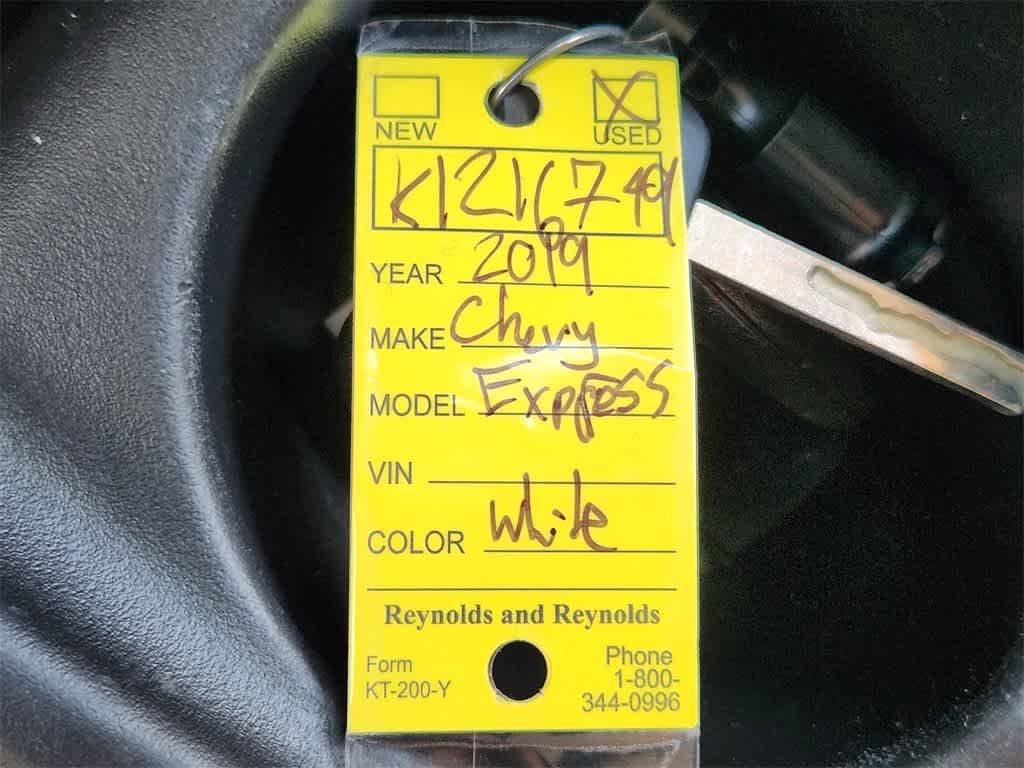 NEW USED
K1216749
YEAR 2019
MAKE Chevy
MODEL Express
VIN
COLOR White
Reynolds and Reynolds
Form
KT-200-Y
Phone
1-800-
344-0996